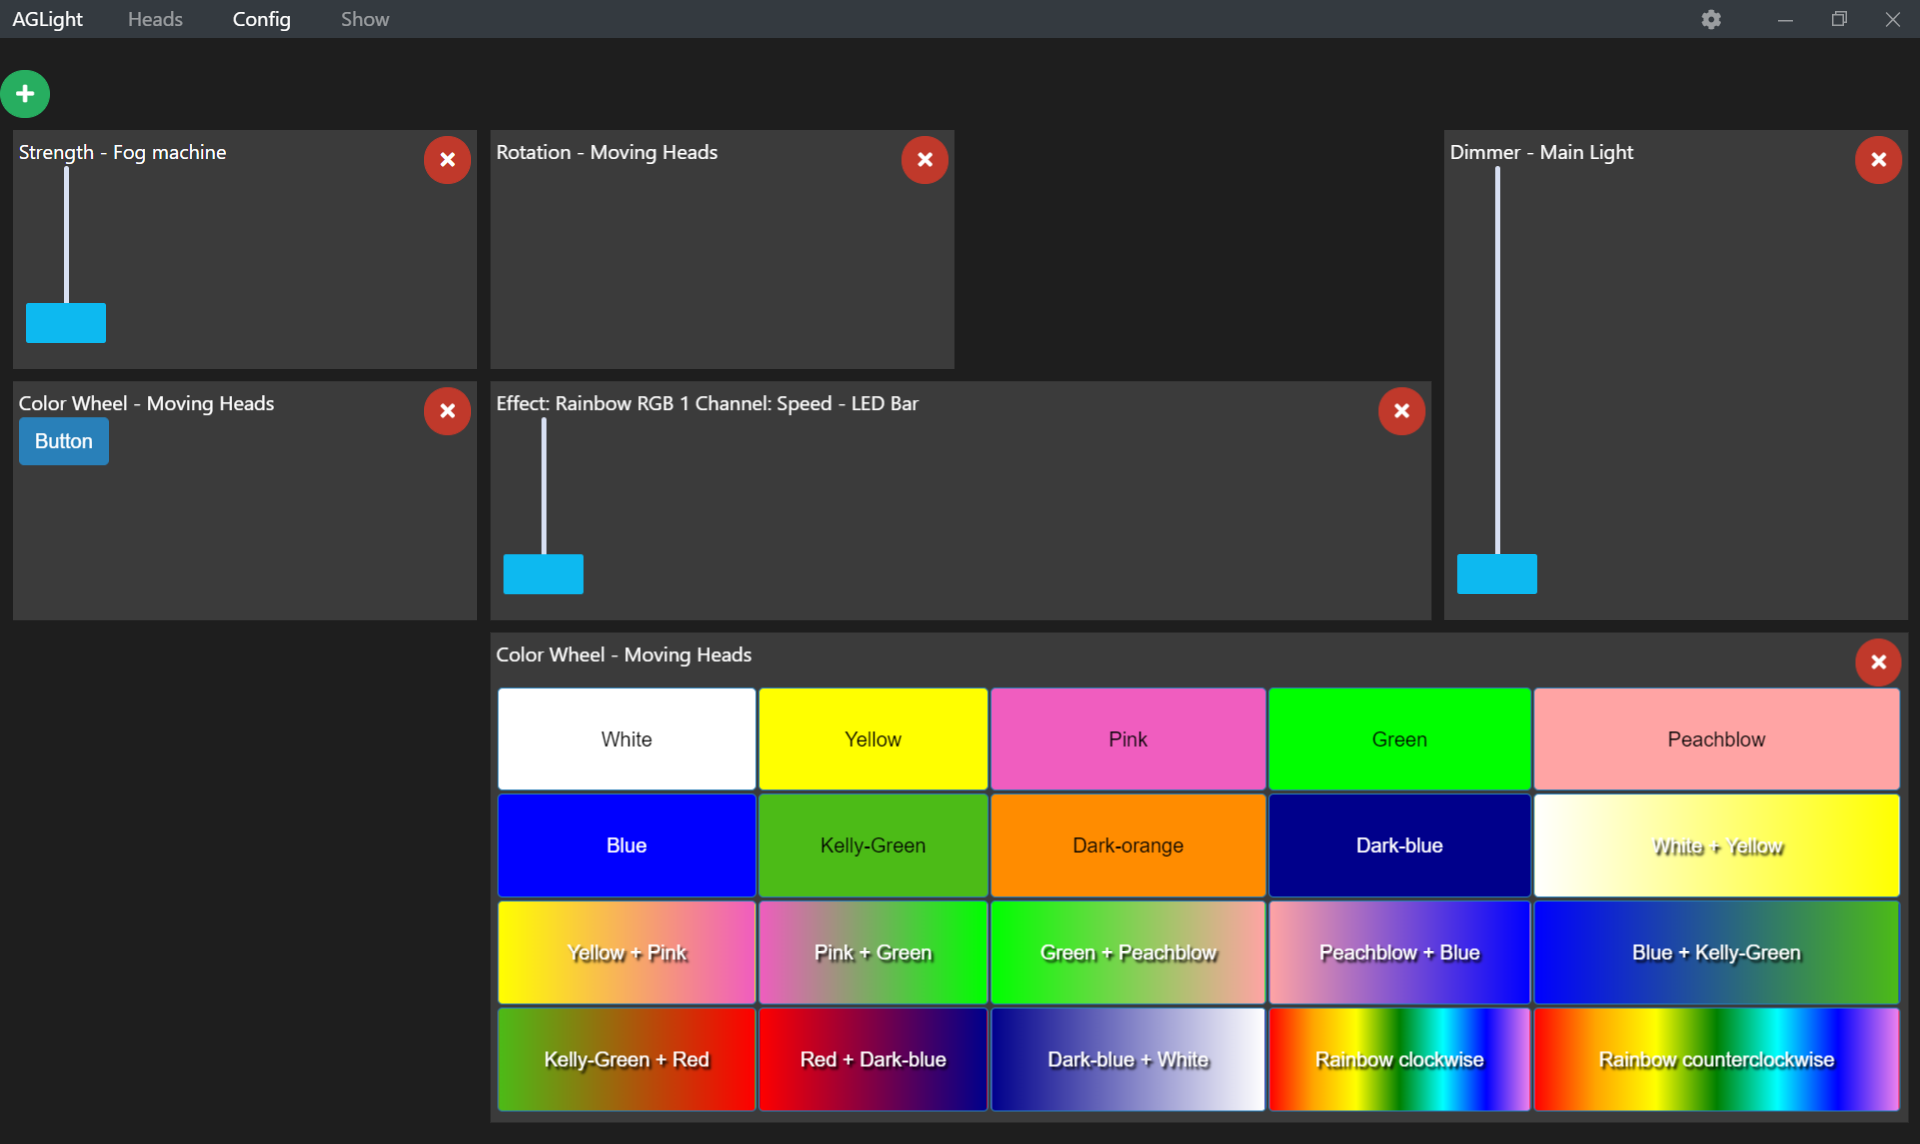 AGLight Heads Config Show
Strength - Fog machine
Rotation - Moving Heads
Dimmer - Main Light
Color Wheel - Moving Heads
Button
Effect: Rainbow RGB 1 Channel: Speed - LED Bar
Color Wheel - Moving Heads
White Yellow Pink Green Peachblow
Blue Kelly-Green Dark-orange Dark-blue White + Yellow
Yellow + Pink Pink + Green Green + Peachblow Peachblow + Blue Blue + Kelly-Green
Kelly-Green + Red Red + Dark-blue Dark-blue + White Rainbow clockwise Rainbow counterclockwise